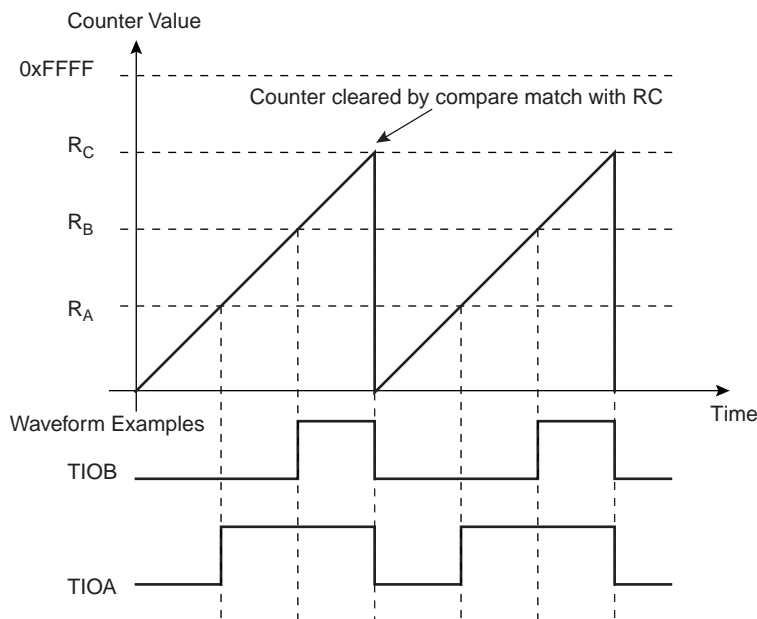 Counter Value
0xFFFF
Counter cleared by compare match with RC
RC
RB
RA
Time
Waveform Examples
TIOB
TIOA